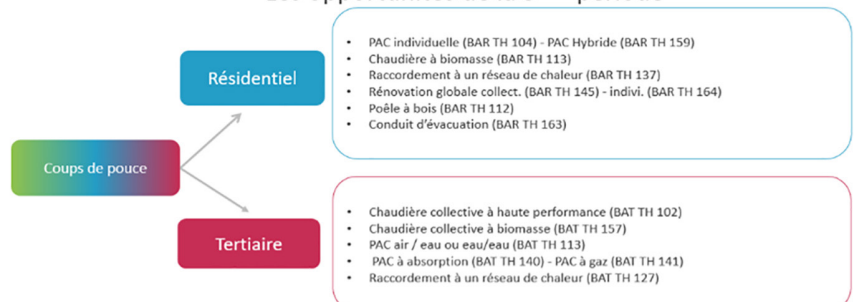 Coups de pouce
Résidentiel
• PAC individuelle (BAR TH 104) - PAC Hybride (BAR TH 159)
• Chaudière à biomasse (BAR TH 113)
• Raccordement à un réseau de chaleur (BAR TH 137)
• Rénovation globale collect. (BAR TH 145) - indivi. (BAR TH 164)
• Poêle à bois (BAR TH 112)
• Conduit d'évacuation (BAR TH 163)
Tertiaire
• Chaudière collective à haute performance (BAT TH 102)
• Chaudière collective à biomasse (BAT TH 157)
• PAC air / eau ou eau/eau (BAT TH 113)
• PAC à absorption (BAT TH 140) - PAC à gaz (BAT TH 141)
• Raccordement à un réseau de chaleur (BAT TH 127)